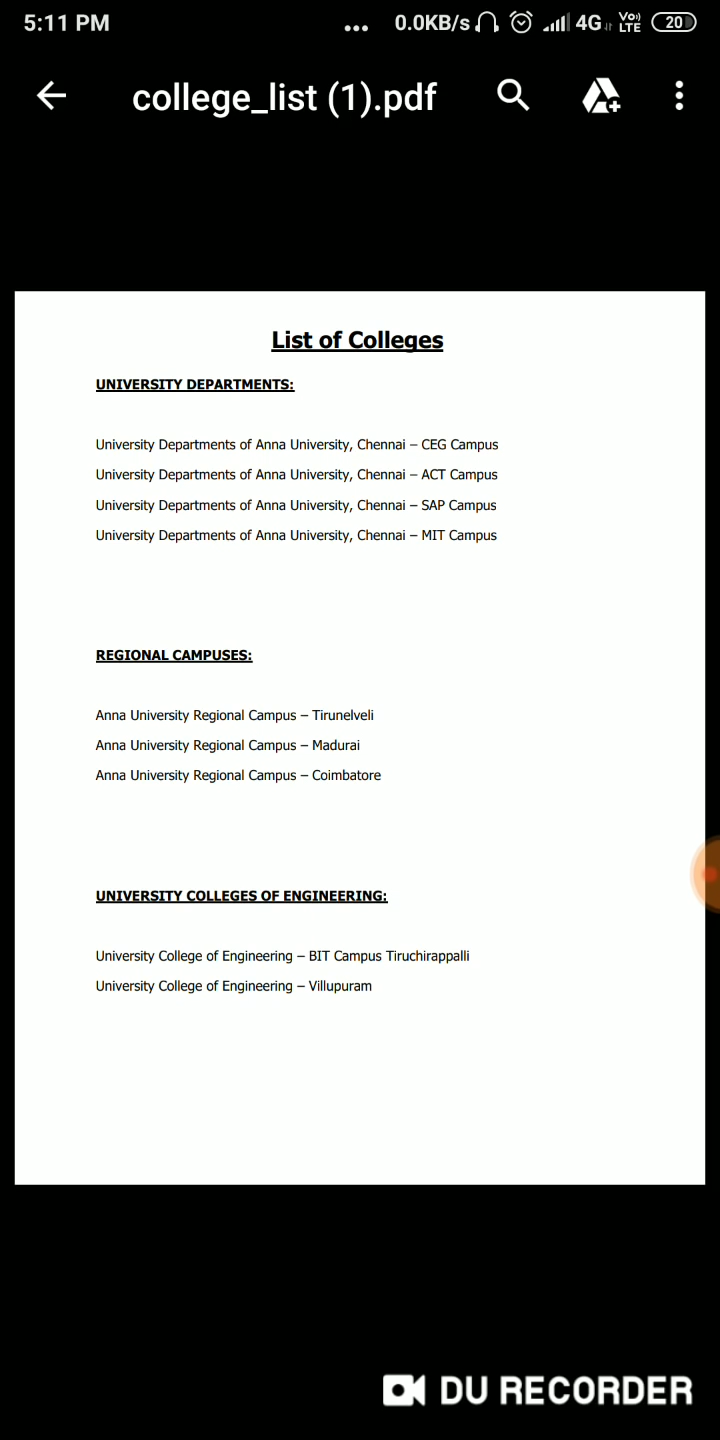 5:11 PM ... 0.0KB/s 4G Vo)) LTE 20
college_list (1).pdf
List of Colleges
UNIVERSITY DEPARTMENTS:
University Departments of Anna University, Chennai – CEG Campus
University Departments of Anna University, Chennai – ACT Campus
University Departments of Anna University, Chennai – SAP Campus
University Departments of Anna University, Chennai – MIT Campus
REGIONAL CAMPUSES:
Anna University Regional Campus – Tirunelveli
Anna University Regional Campus – Madurai
Anna University Regional Campus – Coimbatore
UNIVERSITY COLLEGES OF ENGINEERING:
University College of Engineering – BIT Campus Tiruchirappalli
University College of Engineering – Villupuram
DU RECORDER